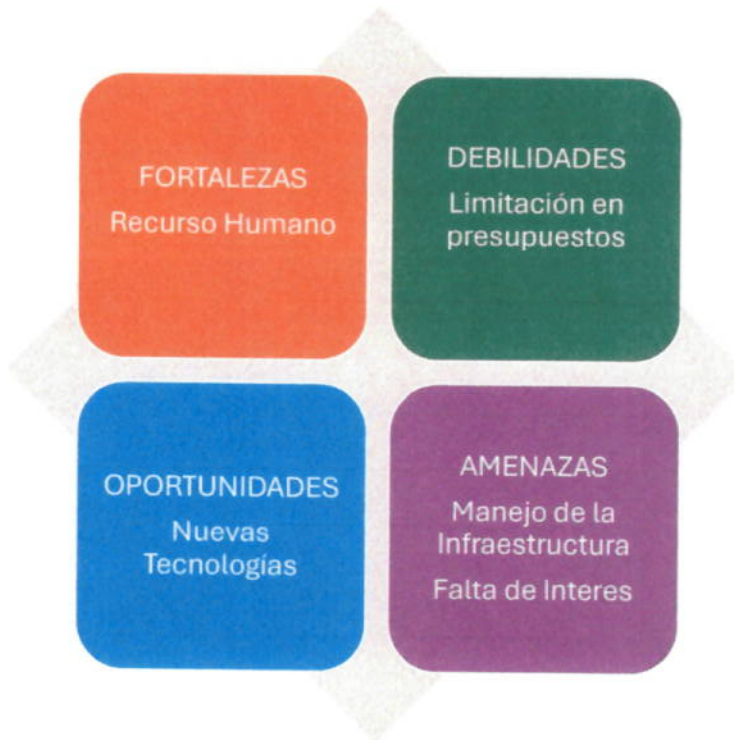 FORTALEZAS
Recurso Humano
DEBILIDADES
Limitación en
presupuestos
OPORTUNIDADES
Nuevas
Tecnologías
AMENAZAS
Manejo de la
Infraestructura
Falta de Interes